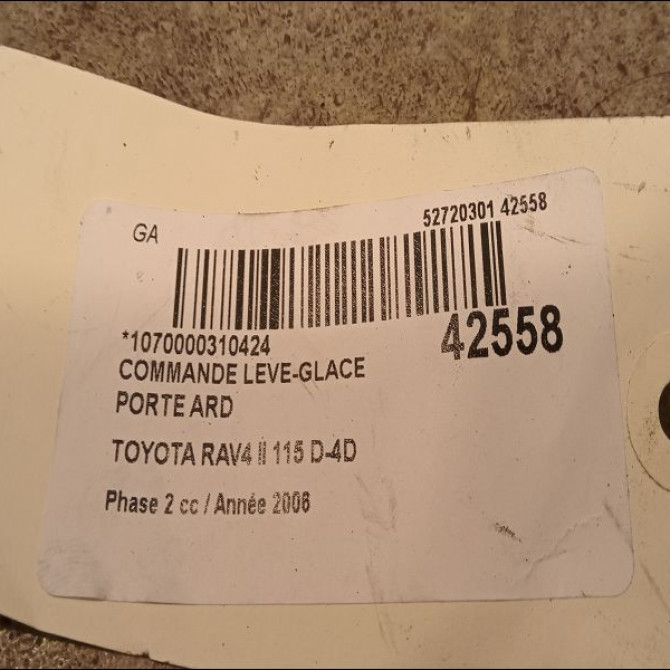 GA
52720301 42558
*1070000310424
42558
COMMANDE LEVE-GLACE
PORTE ARD
TOYOTA RAV4 II 115 D-4D
Phase 2 cc / Année 2006